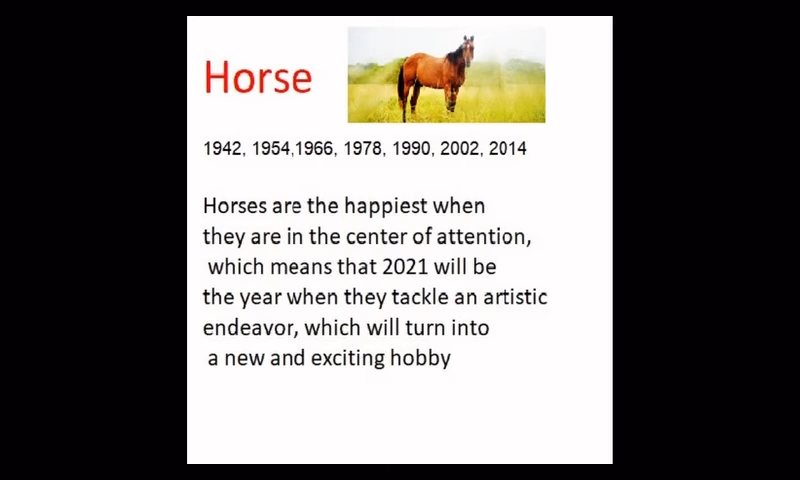 Horse
1942, 1954,1966, 1978, 1990, 2002, 2014
Horses are the happiest when
they are in the center of attention,
which means that 2021 will be
the year when they tackle an artistic
endeavor, which will turn into
a new and exciting hobby